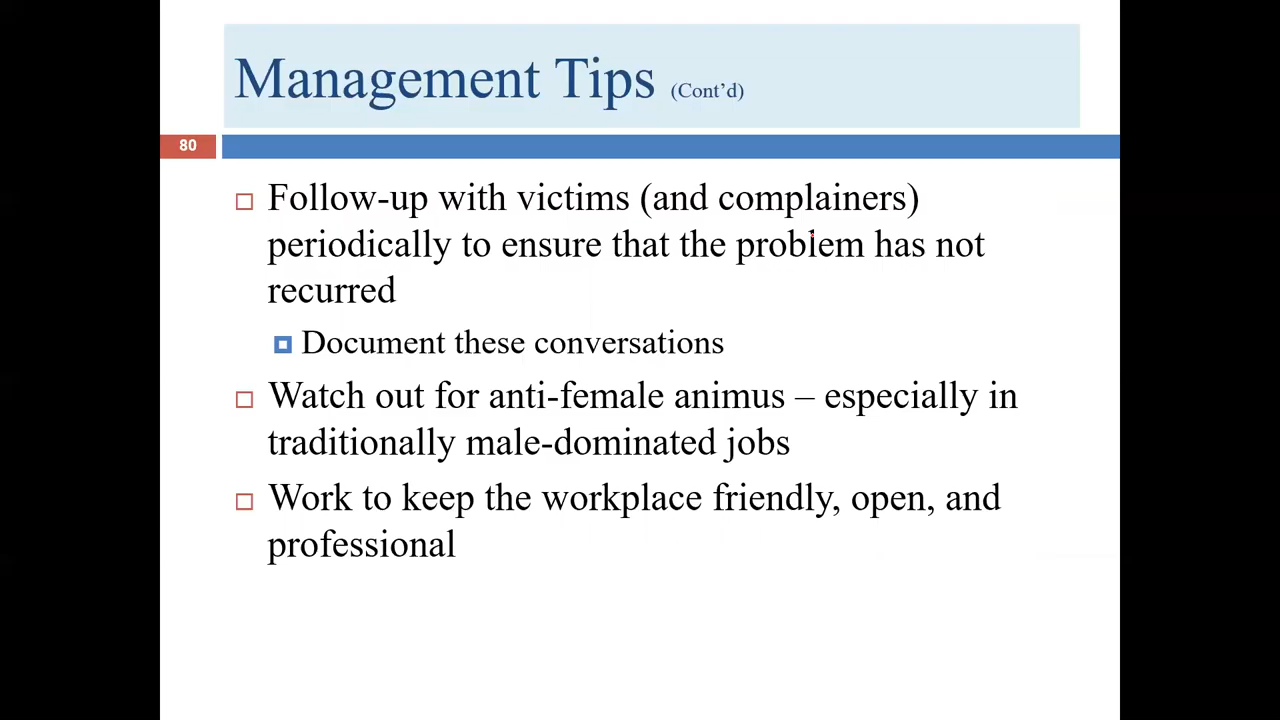 Management Tips (Cont’d)
80
Follow-up with victims (and complainers)
periodically to ensure that the problem has not
recurred
Document these conversations
Watch out for anti-female animus – especially in
traditionally male-dominated jobs
Work to keep the workplace friendly, open, and
professional